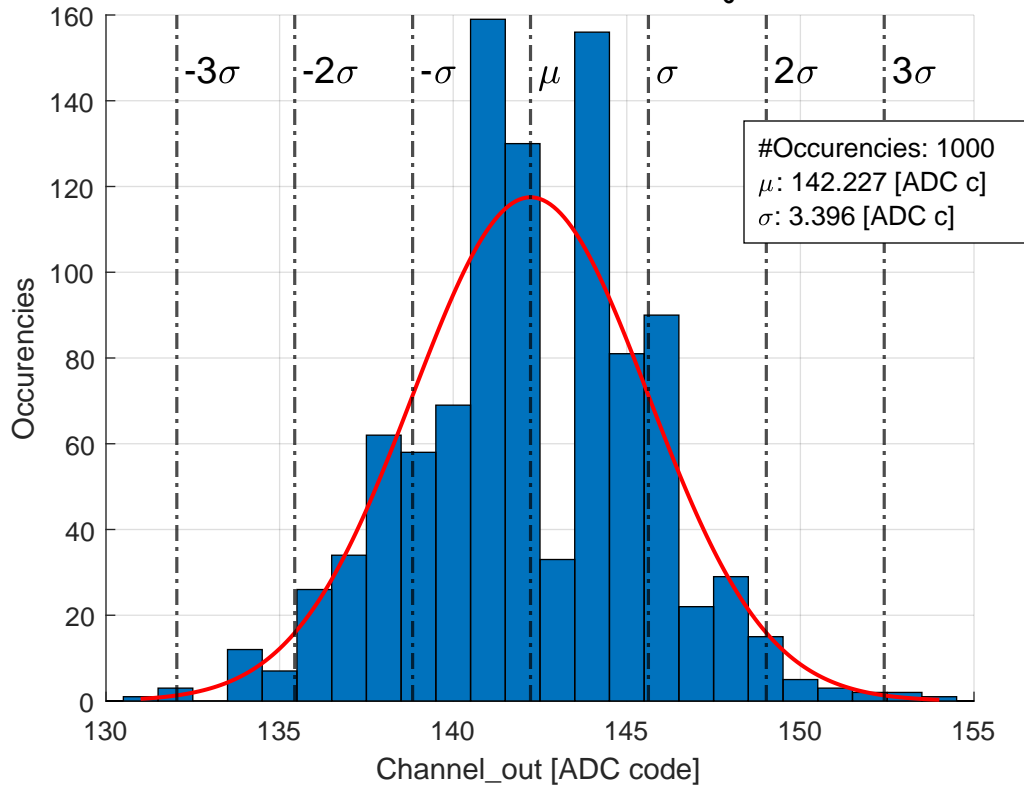 160
140
120
100
80
60
40
20
0
Occurencies
-3σ -2σ -σ μ σ 2σ 3σ
#Occurencies: 1000
μ: 142.227 [ADC c]
σ: 3.396 [ADC c]
130 135 140 145 150 155
Channel_out [ADC code]